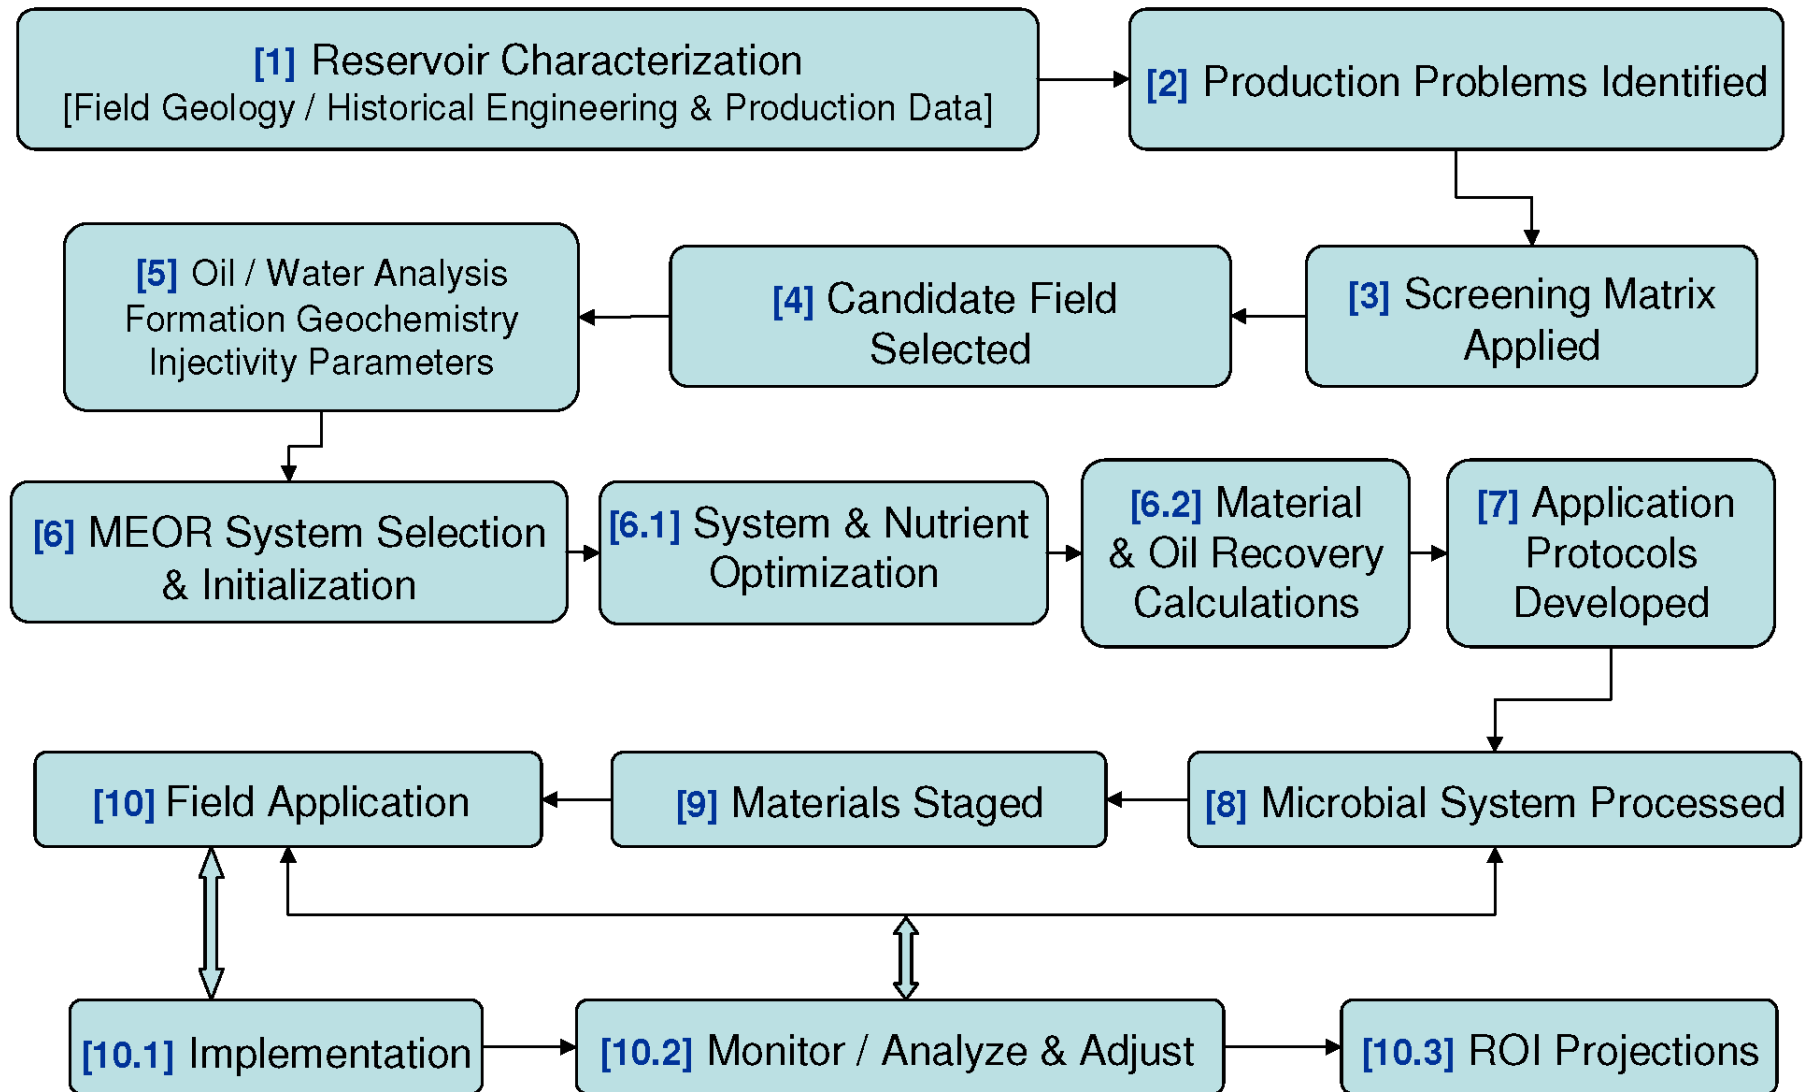 [1] Reservoir Characterization
[Field Geology / Historical Engineering & Production Data]
[2] Production Problems Identified
[3] Screening Matrix
Applied
[4] Candidate Field
Selected
[5] Oil / Water Analysis
Formation Geochemistry
Injectivity Parameters
[6] MEOR System Selection
& Initialization
[6.1] System & Nutrient
Optimization
[6.2] Material
& Oil Recovery
Calculations
[7] Application
Protocols
Developed
[8] Microbial System Processed
[9] Materials Staged
[10] Field Application
[10.1] Implementation
[10.2] Monitor / Analyze & Adjust
[10.3] ROI Projections